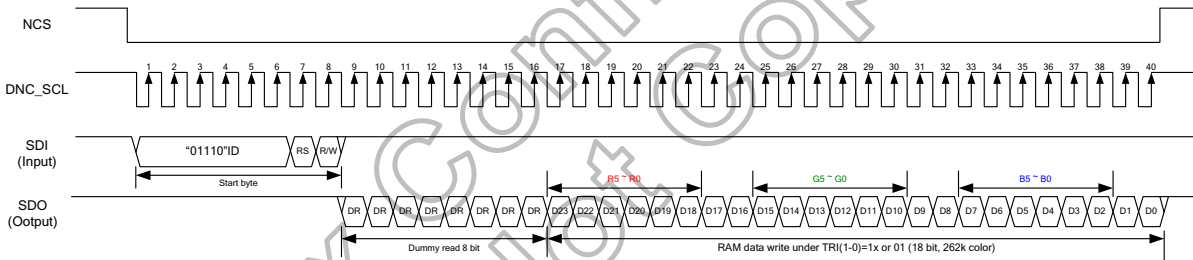 NCS
1 2 3 4 5 6 7 8 9 10 11 12 13 14 15 16 17 18 19 20 21 22 23 24 25 26 27 28 29 30 31 32 33 34 35 36 37 38 39 40
DNC_SCL
SDI
(Input)
"01110"ID RS R/W
Start byte
R5 ~ R0 G5 ~ G0 B5 ~ B0
SDO
(Ootput)
DR DR DR DR DR DR DR DR D23 D22 D21 D20 D19 D18 D17 D16 D15 D14 D13 D12 D11 D10 D9 D8 D7 D6 D5 D4 D3 D2 D1 D0
Dummy read 8 bit RAM data write under TRI(1-0)=1x or 01 (18 bit, 262k color)